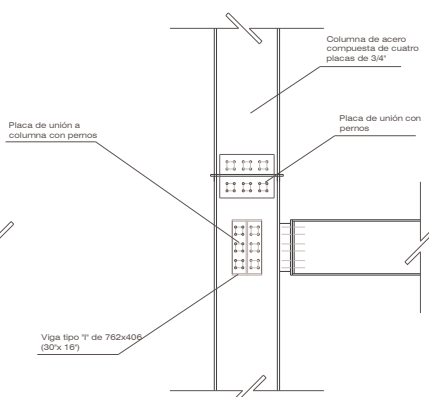 Columna de acero
compuesta de cuatro
placas de 3/4"
Placa de unión a
columna con pernos
Placa de unión con
pernos
Viga tipo "I" de 762x406
(30"x 16")